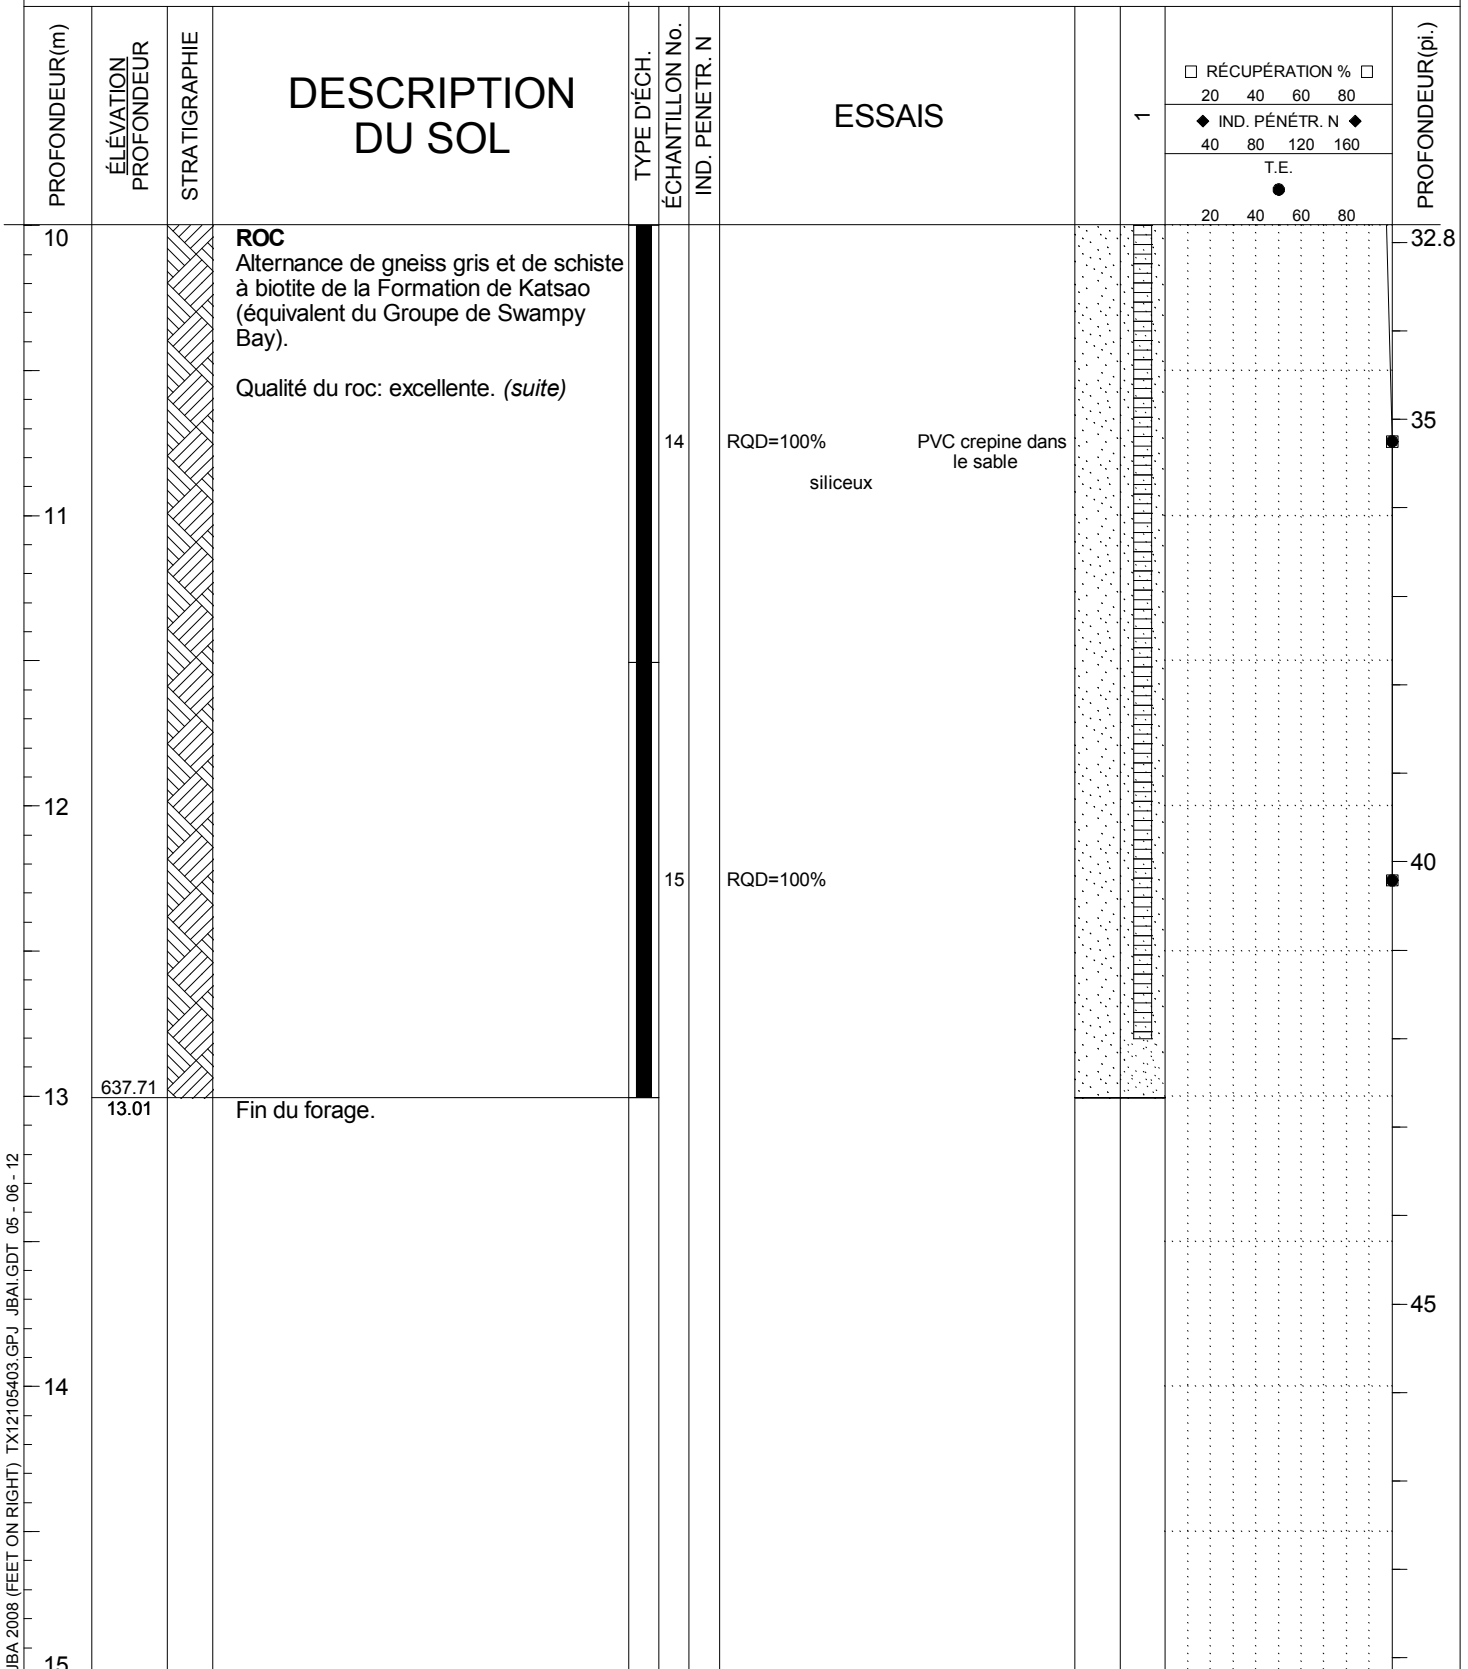 PROFONDEUR(m)
ÉLÉVATION
PROFONDEUR
STRATIGRAPHIE
DESCRIPTION
DU SOL
TYPE D'ÉCH.
ÉCHANTILLON No.
IND. PENETR. N
ESSAIS
1
□ RÉCUPÉRATION % □
20 40 60 80
◆ IND. PÉNÉTR. N ◆
40 80 120 160
T.E.
●
20 40 60 80
PROFONDEUR(pi.)
10
ROC
32.8
Alternance de gneiss gris et de schiste
à biotite de la Formation de Katsao
(équivalent du Groupe de Swampy
Bay).
Qualité du roc: excellente. (suite)
35
14 RQD=100% PVC crepine dans
le sable
siliceux
11
12
40
15 RQD=100%
637.71
13
13.01
Fin du forage.
45
14
15
JBA 2008 (FEET ON RIGHT) TX12105403.GPJ JBAI.GDT 05 - 06 - 12